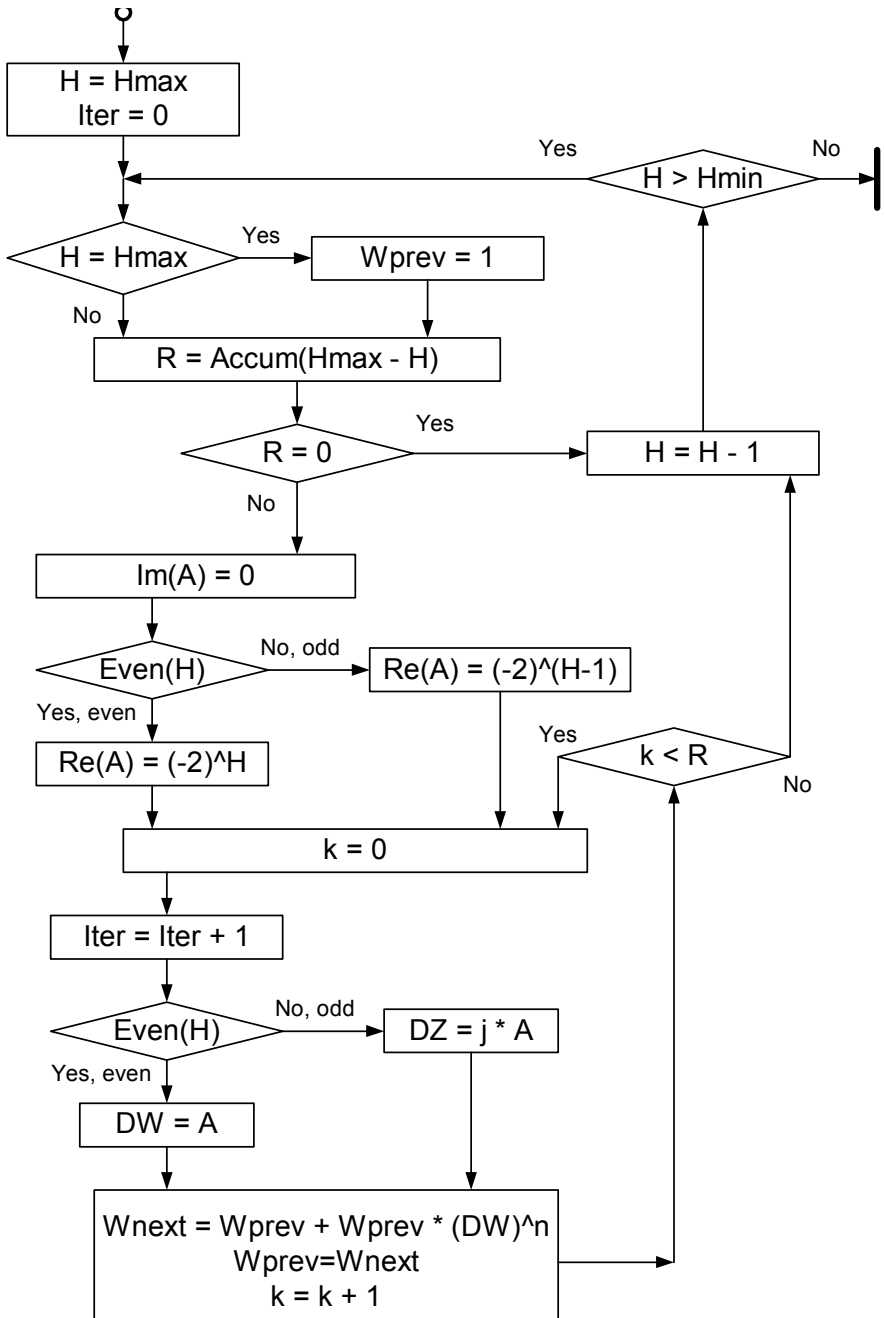 H = Hmax
Iter = 0
Yes
No
H > Hmin
H = Hmax
Yes
Wprev = 1
No
R = Accum(Hmax - H)
R = 0
Yes
H = H - 1
No
Im(A) = 0
Even(H)
No, odd
Re(A) = (-2)^(H-1)
Yes, even
Re(A) = (-2)^H
Yes
k < R
No
k = 0
Iter = Iter + 1
Even(H)
No, odd
DZ = j * A
Yes, even
DW = A
Wnext = Wprev + Wprev * (DW)^n
Wprev=Wnext
k = k + 1